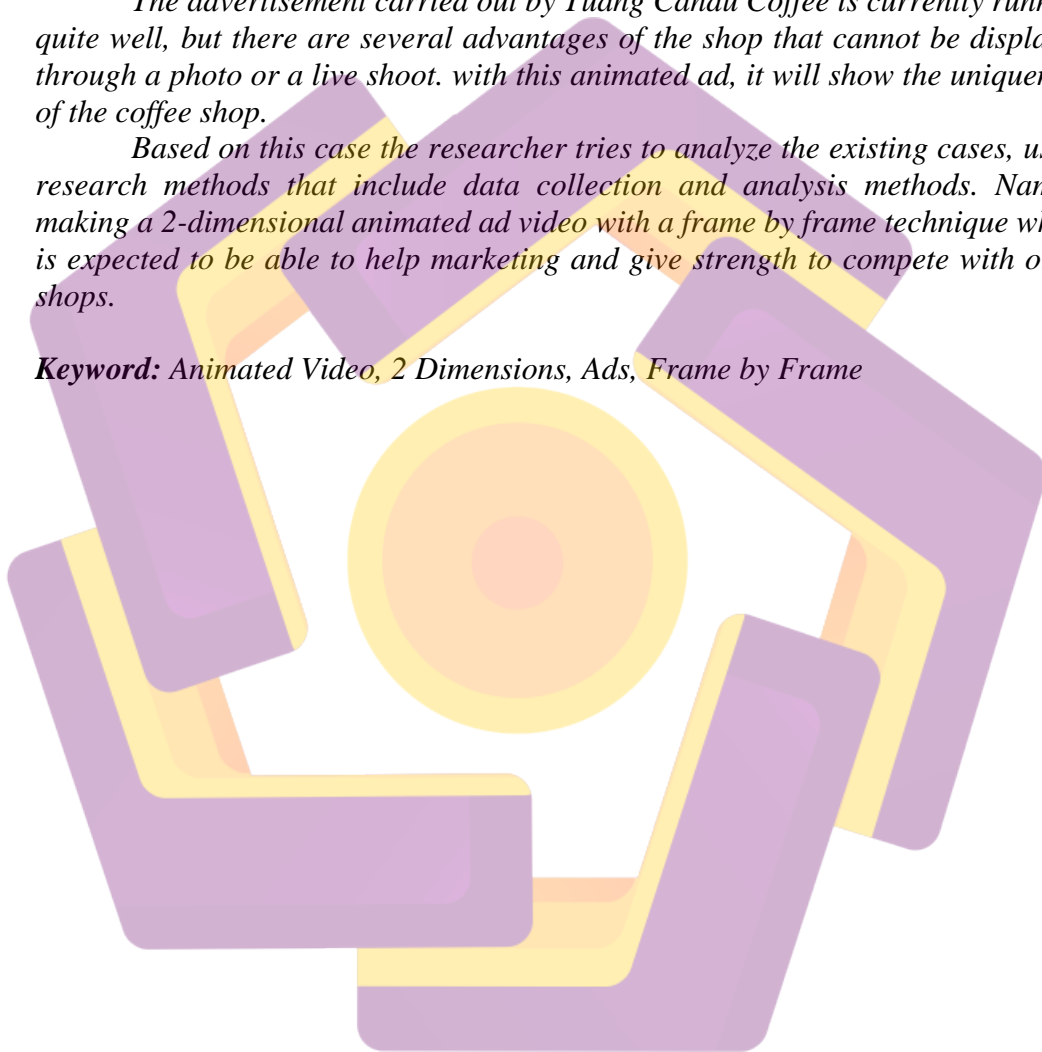 The advertisement carried out by Tuang Candu Coffee is currently runn
quite well, but there are several advantages of the shop that cannot be displa
through a photo or a live shoot. with this animated ad, it will show the uniquen
of the coffee shop.
Based on this case the researcher tries to analyze the existing cases, us
research methods that include data collection and analysis methods. Nam
making a 2-dimensional animated ad video with a frame by frame technique wh
is expected to be able to help marketing and give strength to compete with o
shops.
Keyword: Animated Video, 2 Dimensions, Ads, Frame by Frame